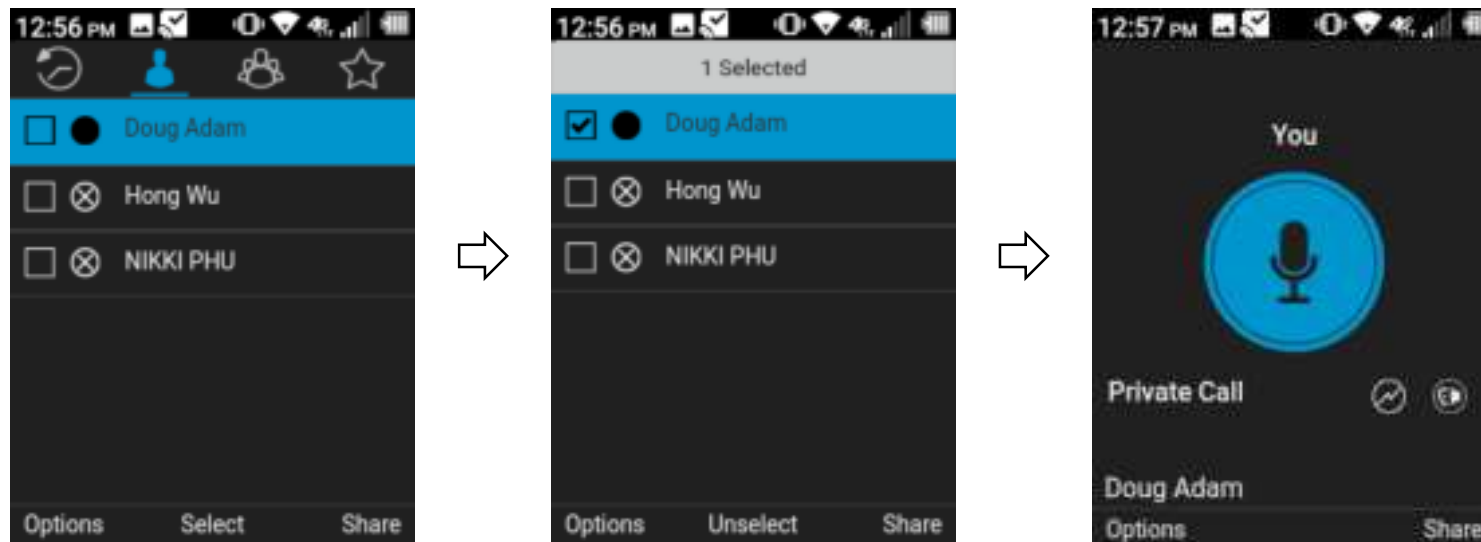 12:56 PM
Doug Adam
Hong Wu
NIKKI PHU
Options Select Share
12:56 PM
1 Selected
Doug Adam
Hong Wu
NIKKI PHU
Options Unselect Share
12:57 PM
You
Private Call
Doug Adam
Options Share